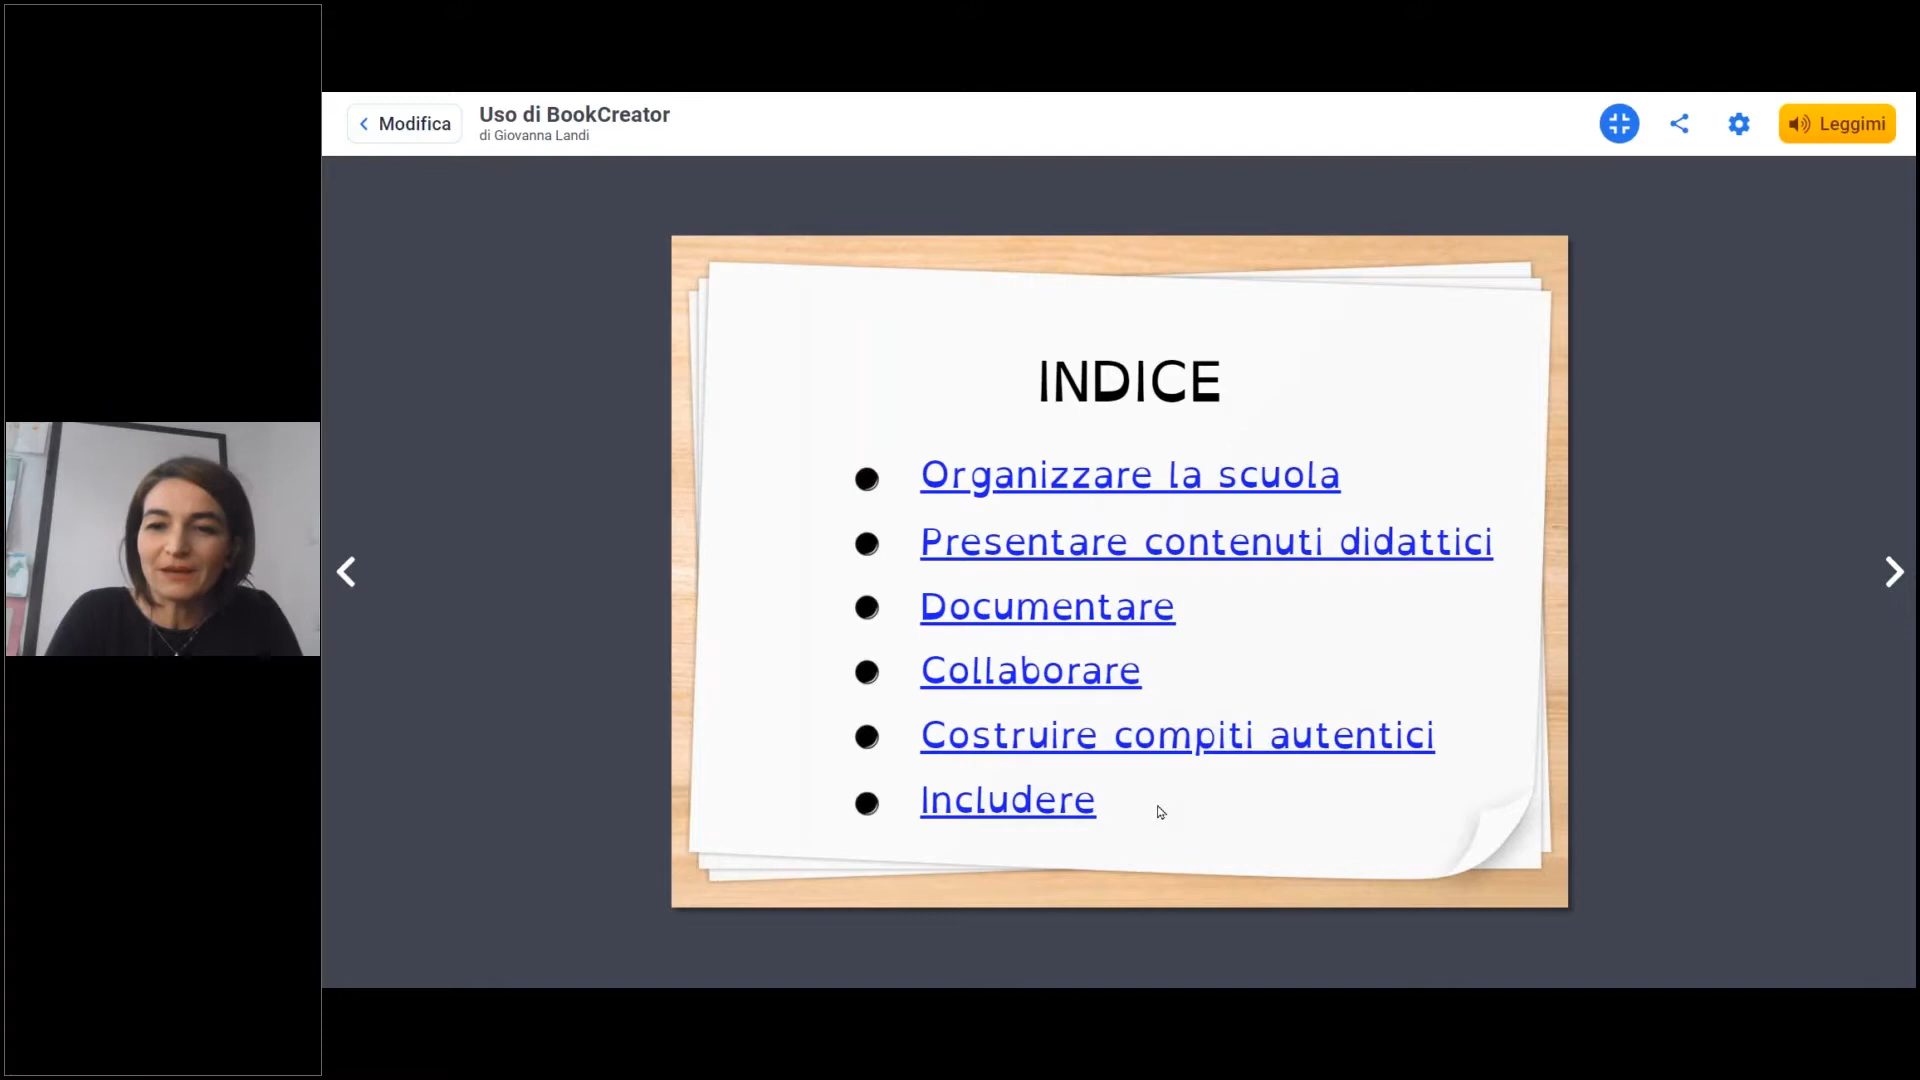 Modifica
Uso di BookCreator
di Giovanna Landi
Leggimi
INDICE
Organizzare la scuola
Presentare contenuti didattici
Documentare
Collaborare
Costruire compiti autentici
Includere